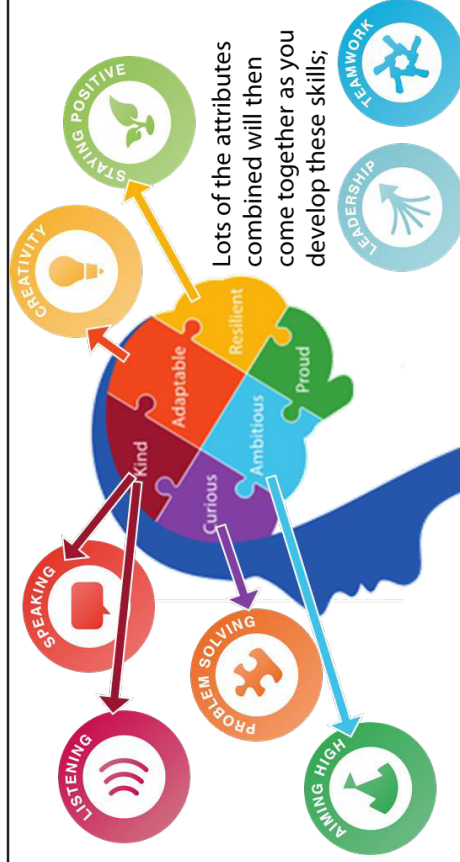 LISTENING
SPEAKING
CREATIVITY
STAYING POSITIVE
PROBLEM SOLVING
AIMING HIGH
Kind
Adaptable
Resilient
Curious
Ambitious
Proud
Lots of the attributes
combined will then
come together as you
develop these skills;
LEADERSHIP
TEAMWORK